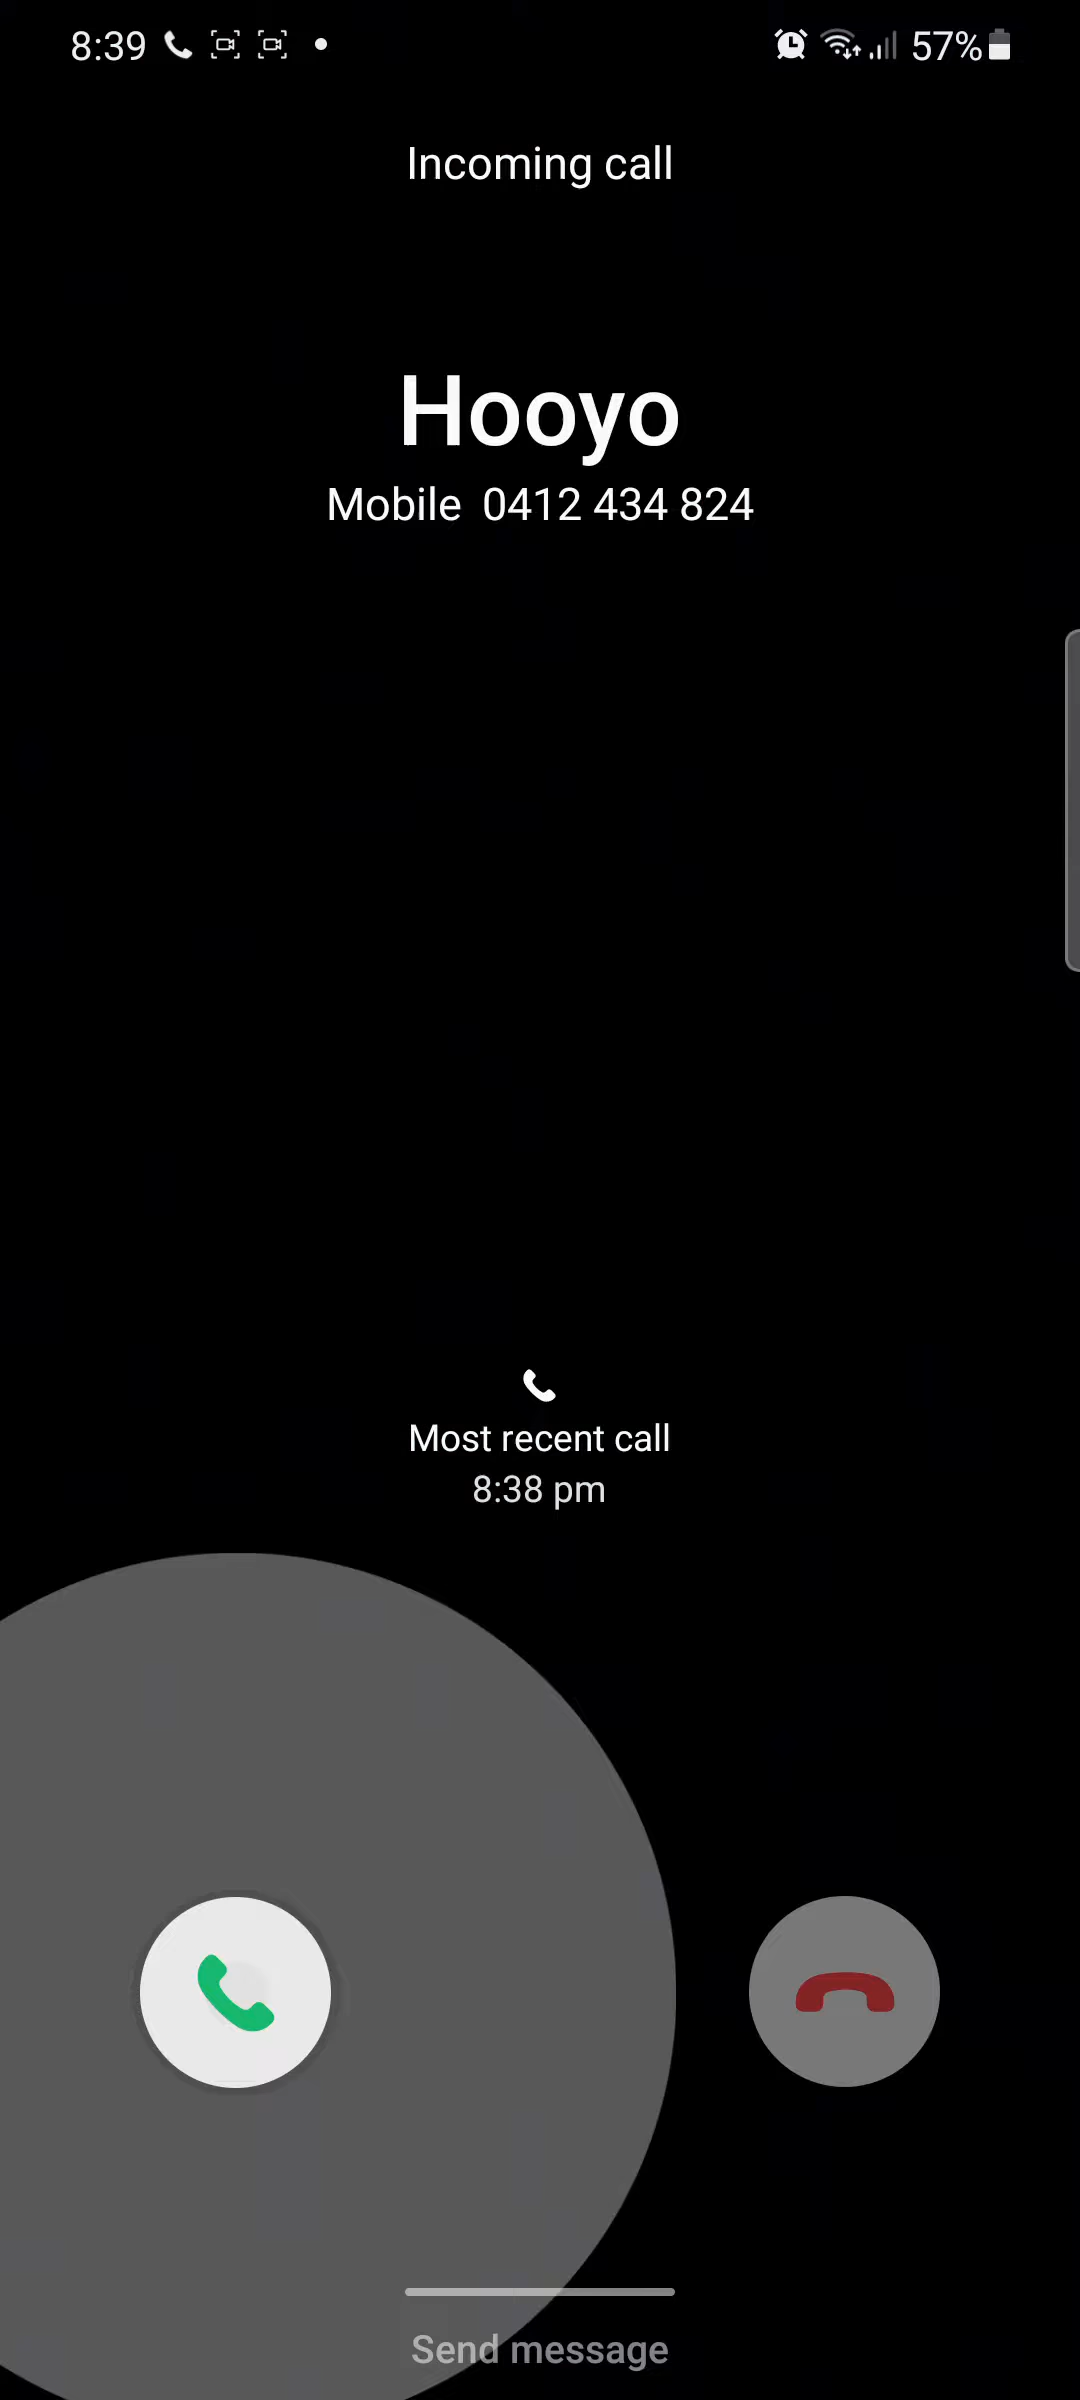 8:39 57%
Incoming call
Hooyo
Mobile 0412 434 824
Most recent call
8:38 pm
Send message